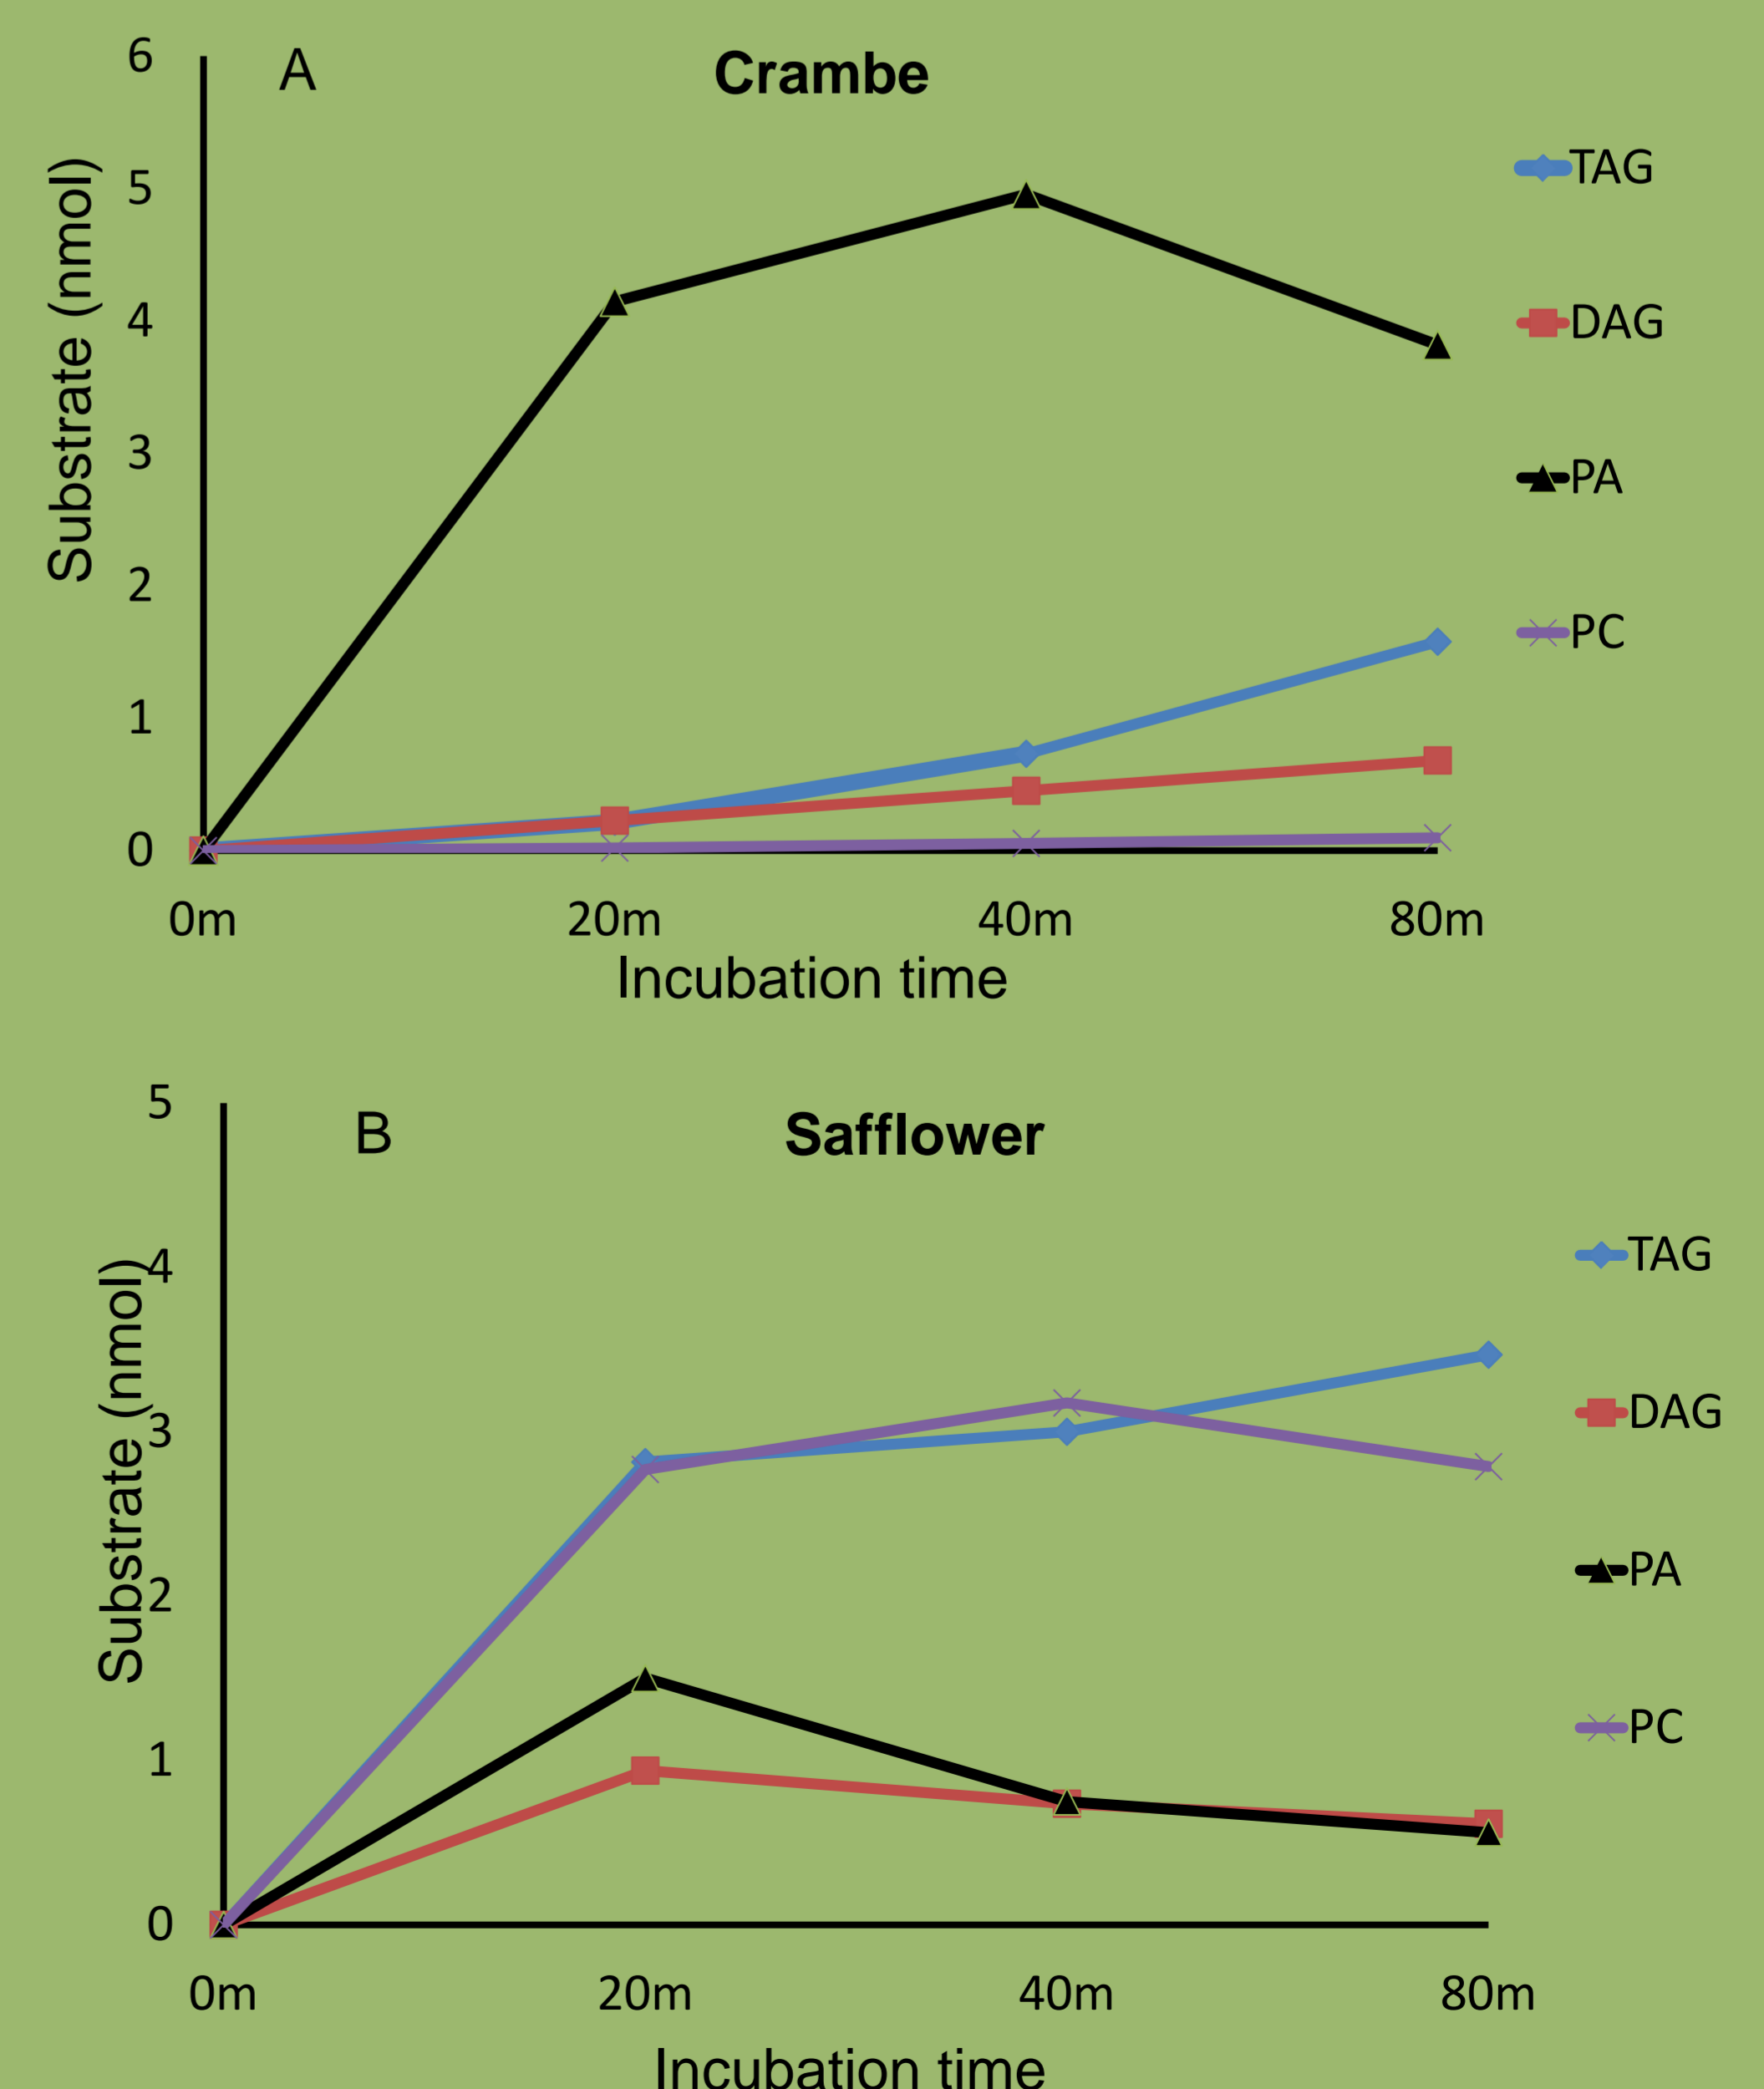 A
Crambe
Substrate (nmol)
6
5
4
3
2
1
0
TAG
DAG
PA
PC
0m 20m 40m 80m
Incubation time
B
Safflower
Substrate (nmol)
5
4
3
2
1
0
TAG
DAG
PA
PC
0m 20m 40m 80m
Incubation time